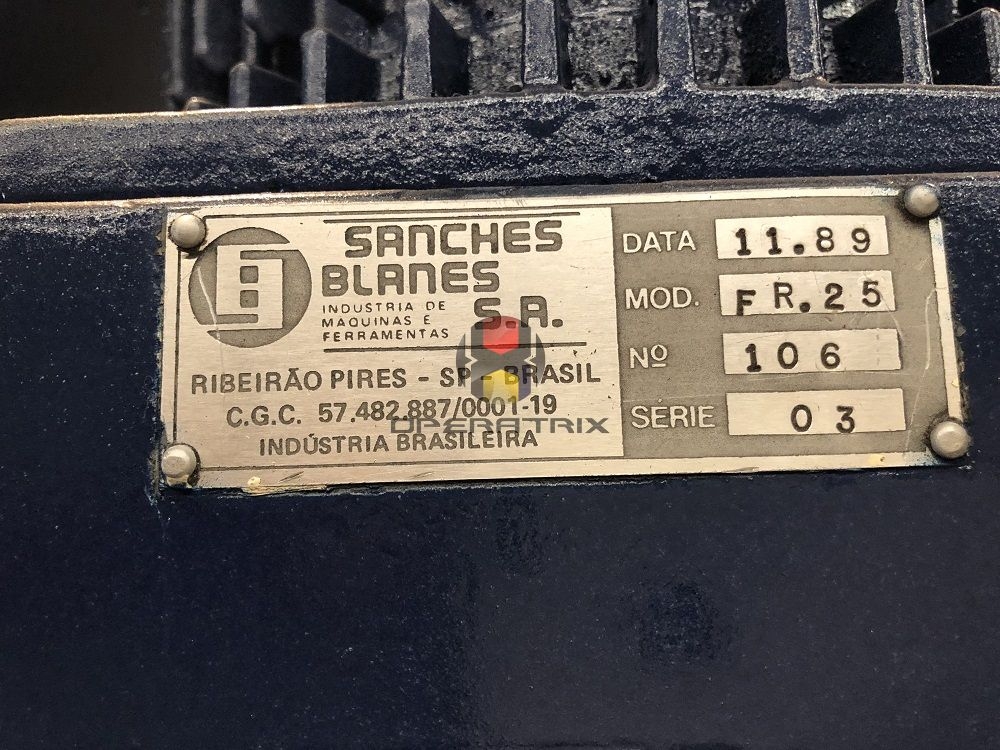 SANCHES
BLANES
INDUSTRIA DE
MAQUINAS E
FERRAMENTAS
S.A.
RIBEIRÃO PIRES - SP - BRASIL
C.G.C. 57.482.887/0001-19
INDÚSTRIA BRASILEIRA
DATA 11.89
MOD. FR.25
Nº 106
SÉRIE 03
OPERATRIX